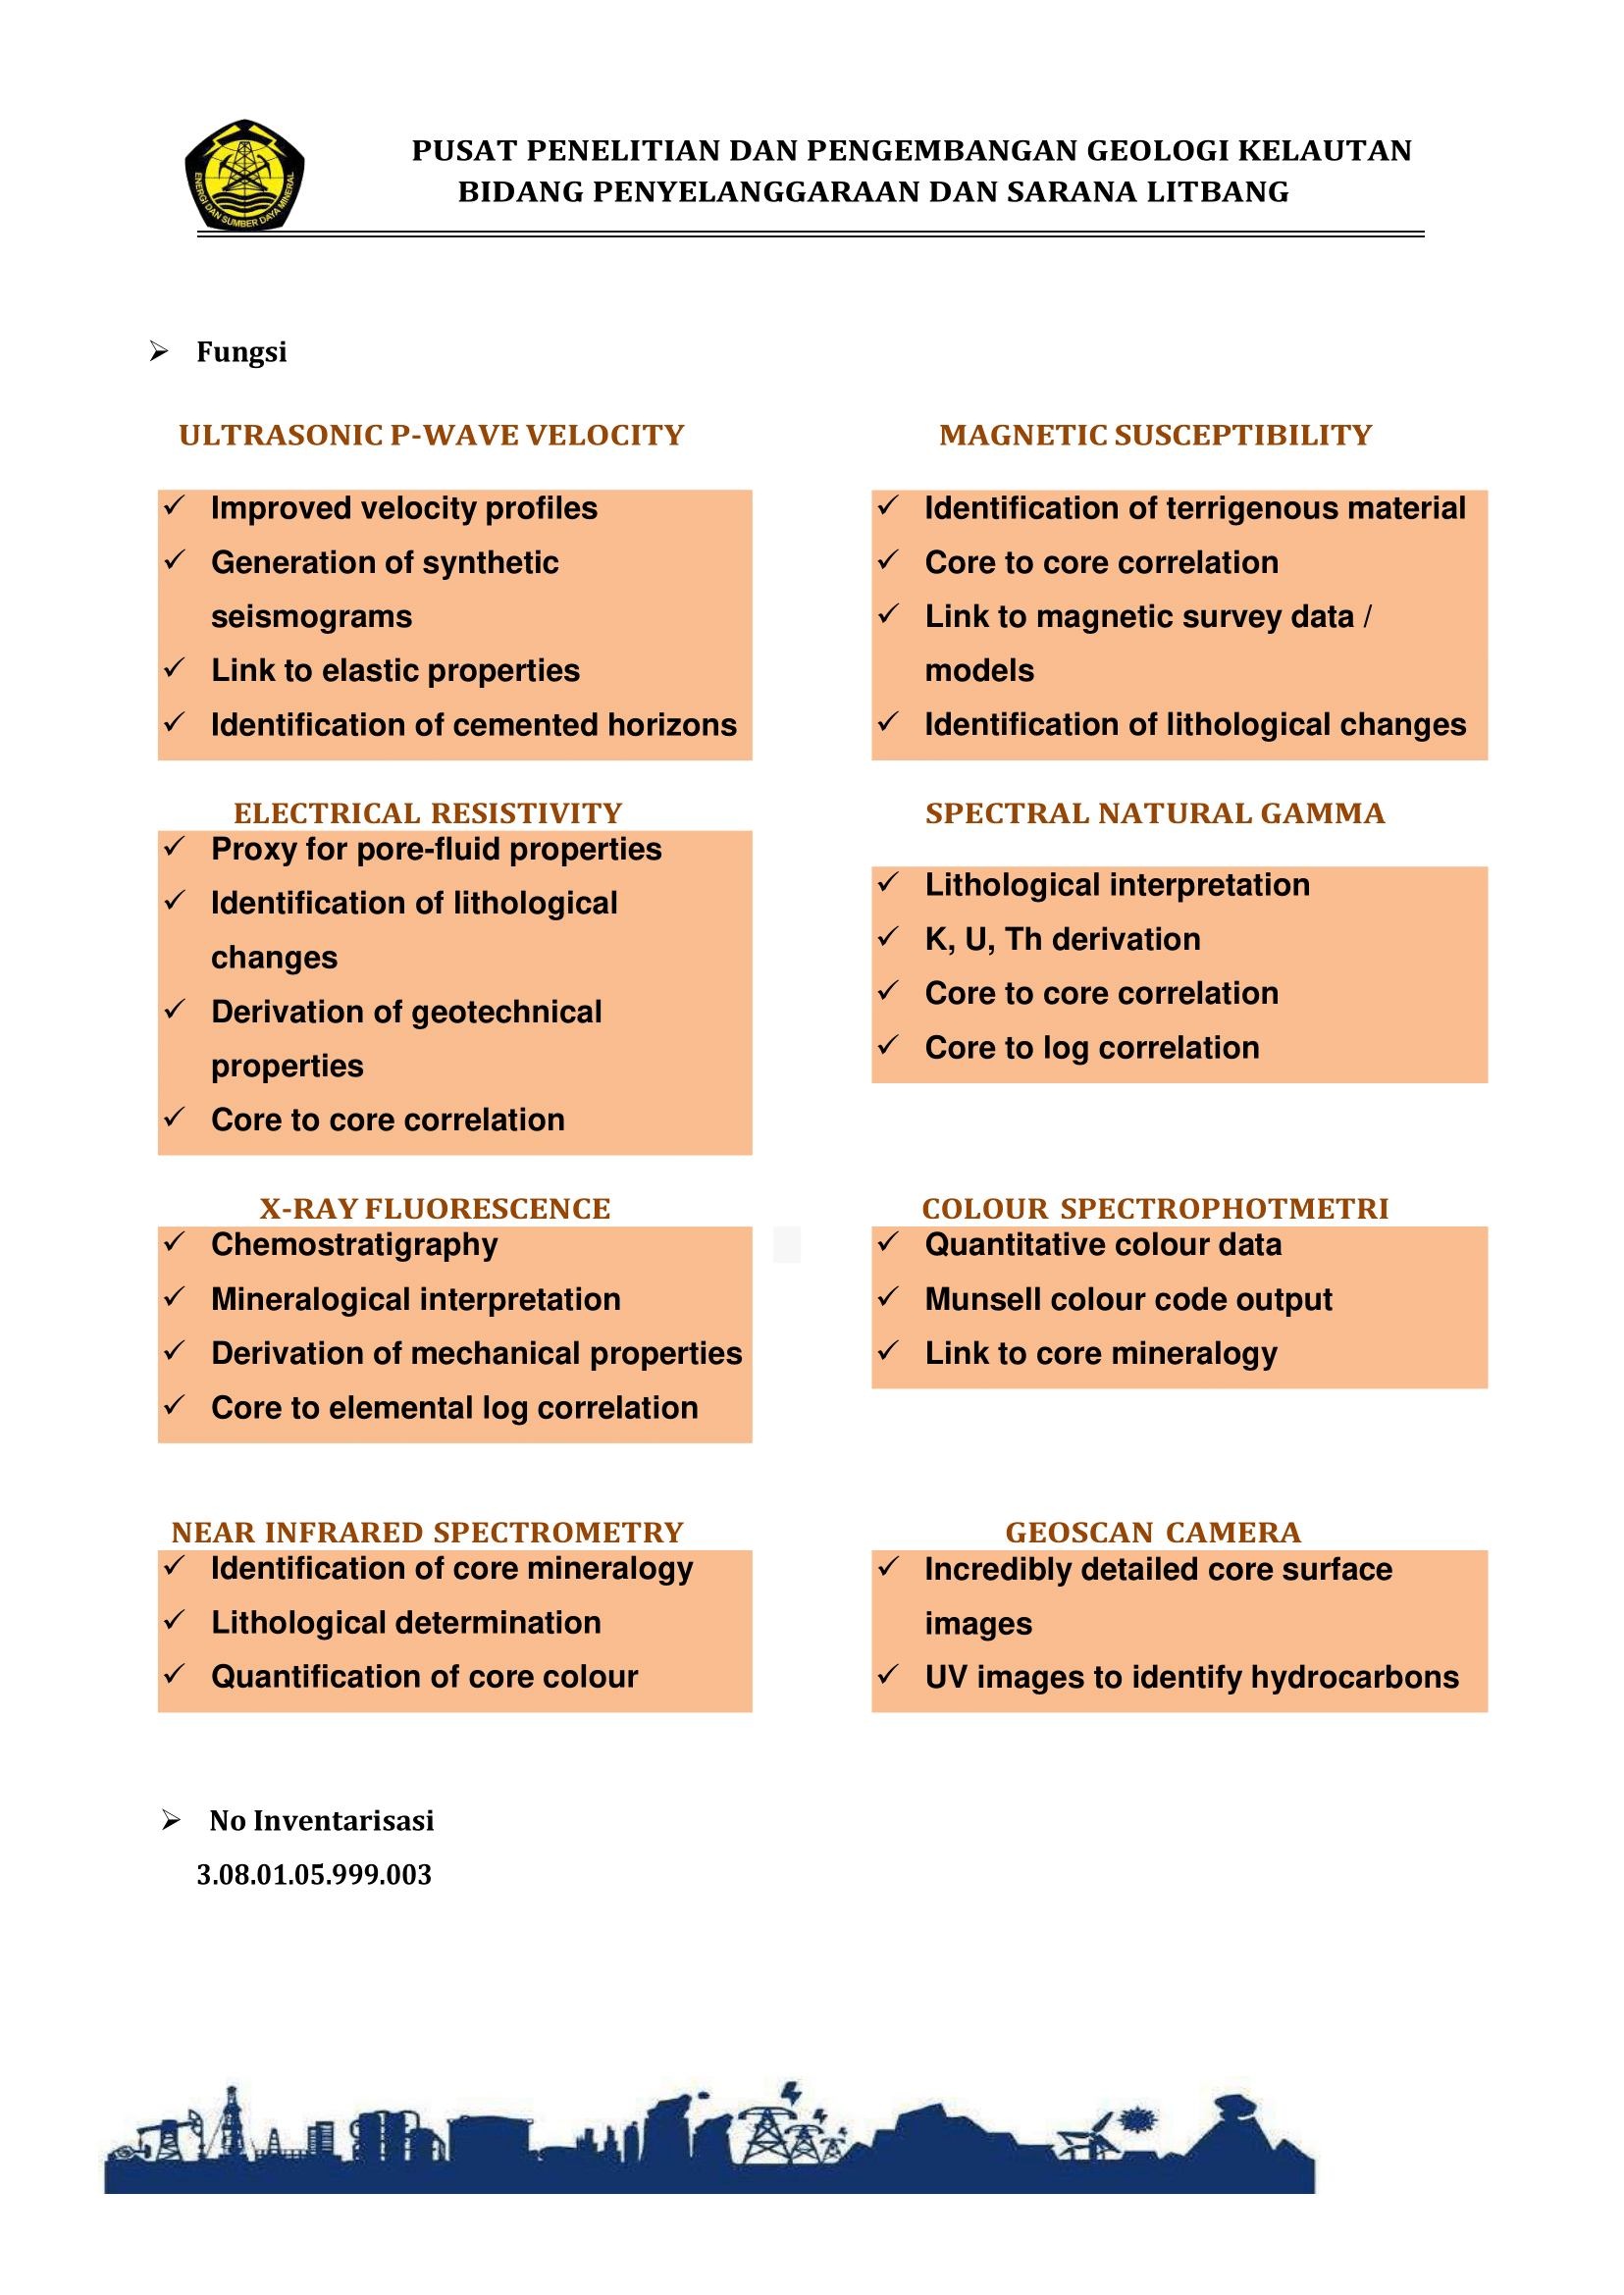 ENERGI DAN SUMBER DAYA MINERAL
PUSAT PENELITIAN DAN PENGEMBANGAN GEOLOGI KELAUTAN
BIDANG PENYELANGGARAAN DAN SARANA LITBANG
➢ Fungsi
ULTRASONIC P-WAVE VELOCITY
✓ Improved velocity profiles
✓ Generation of synthetic
seismograms
✓ Link to elastic properties
✓ Identification of cemented horizons
MAGNETIC SUSCEPTIBILITY
✓ Identification of terrigenous material
✓ Core to core correlation
✓ Link to magnetic survey data /
models
✓ Identification of lithological changes
ELECTRICAL RESISTIVITY
✓ Proxy for pore-fluid properties
✓ Identification of lithological
changes
✓ Derivation of geotechnical
properties
✓ Core to core correlation
SPECTRAL NATURAL GAMMA
✓ Lithological interpretation
✓ K, U, Th derivation
✓ Core to core correlation
✓ Core to log correlation
X-RAY FLUORESCENCE
✓ Chemostratigraphy
✓ Mineralogical interpretation
✓ Derivation of mechanical properties
✓ Core to elemental log correlation
COLOUR SPECTROPHOTMETRI
✓ Quantitative colour data
✓ Munsell colour code output
✓ Link to core mineralogy
NEAR INFRARED SPECTROMETRY
✓ Identification of core mineralogy
✓ Lithological determination
✓ Quantification of core colour
GEOSCAN CAMERA
✓ Incredibly detailed core surface
images
✓ UV images to identify hydrocarbons
➢ No Inventarisasi
3.08.01.05.999.003